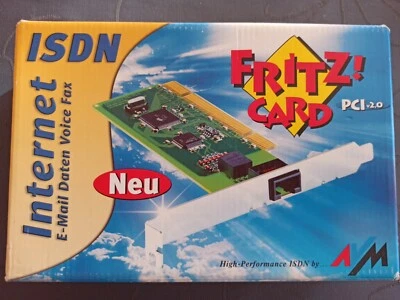 ISDN
Internet
E-Mail Daten Voice Fax
FRITZ!
CARD
PCI v2.0
Neu
High-Performance ISDN by
AVM